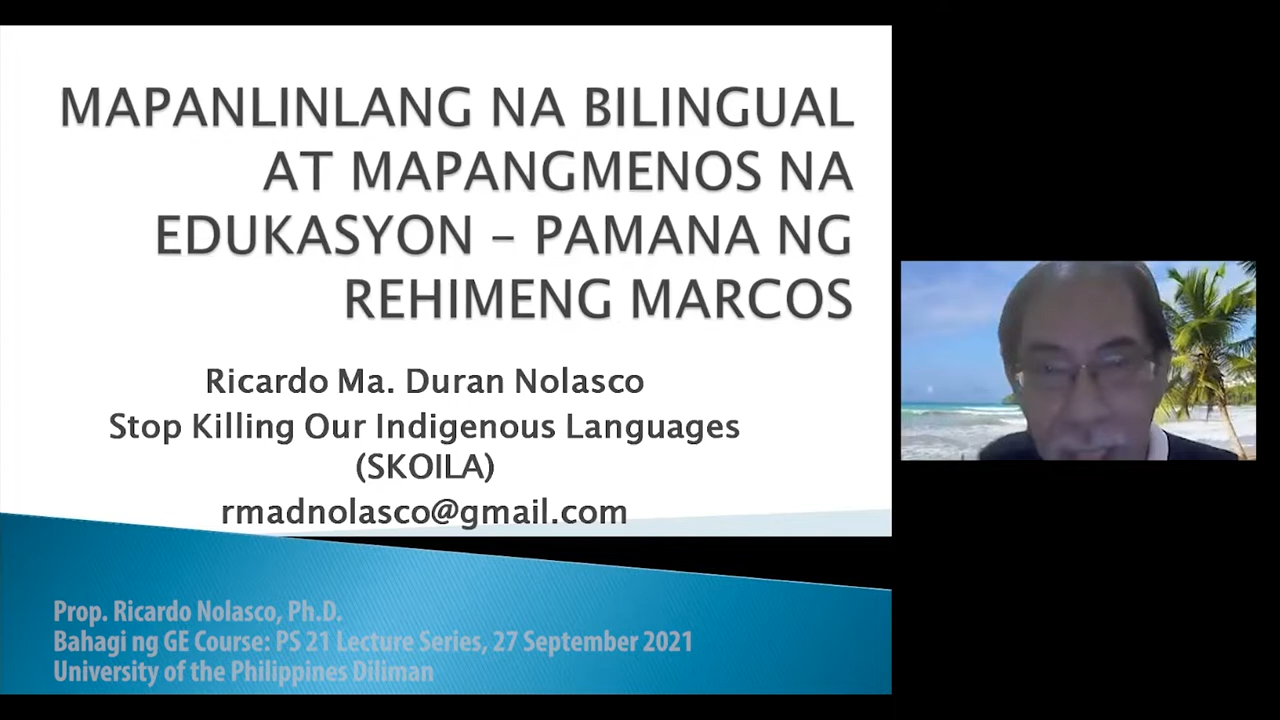 MAPANLINLANG NA BILINGUAL
AT MAPANGMENOS NA
EDUKASYON – PAMANA NG
REHIMENG MARCOS
Ricardo Ma. Duran Nolasco
Stop Killing Our Indigenous Languages
(SKOILA)
rmadnolasco@gmail.com
Prop. Ricardo Nolasco, Ph.D.
Bahagi ng GE Course: PS 21 Lecture Series, 27 September 2021
University of the Philippines Diliman